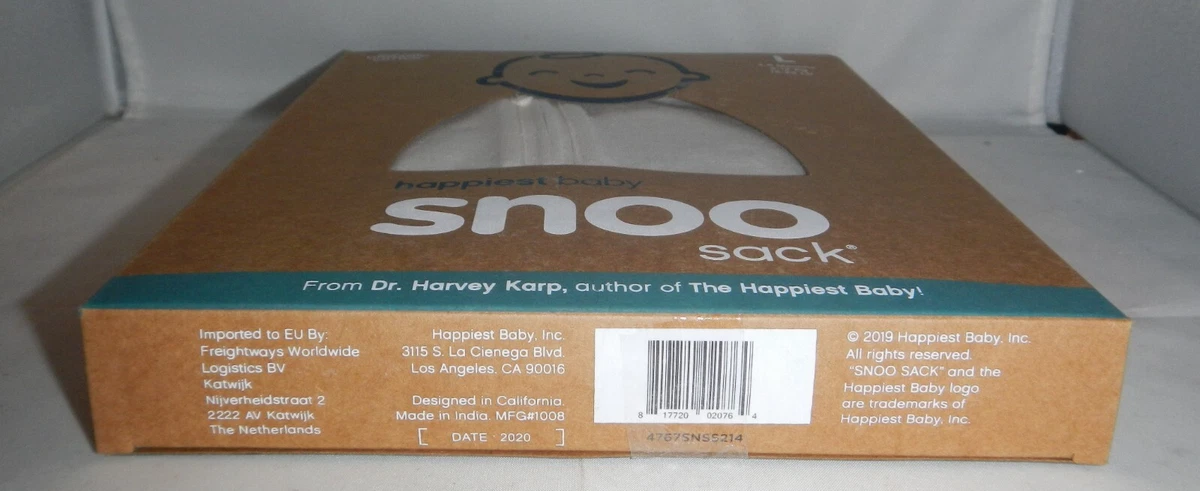 L
happiest baby
snoo
sack®
From Dr. Harvey Karp, author of The Happiest Baby!
Imported to EU By:
Freightways Worldwide
Logistics BV
Katwijk
Nijverheidstraat 2
2222 AV Katwijk
The Netherlands
Happiest Baby, Inc.
3115 S. La Cienega Blvd.
Los Angeles, CA 90016
Designed in California.
Made in India. MFG#1008
[ DATE · 2020 ]
8 17720 02076 4
4767SNS5214
© 2019 Happiest Baby, Inc.
All rights reserved.
"SNOO SACK" and the
Happiest Baby logo
are trademarks of
Happiest Baby, Inc.